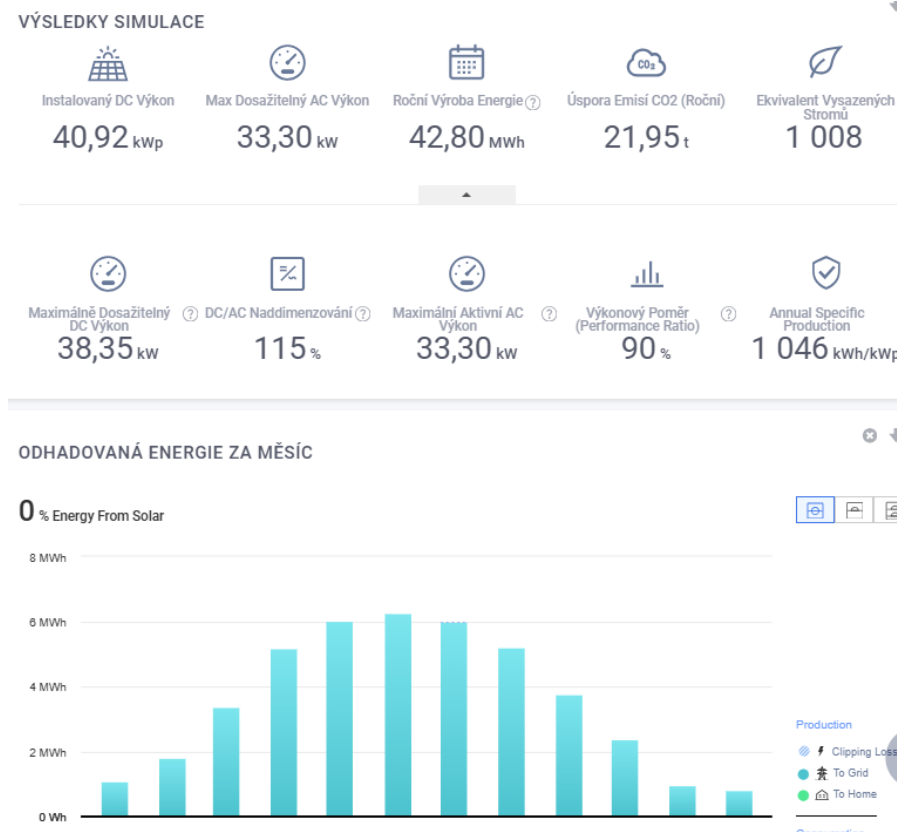 VÝSLEDKY SIMULACE
CO₂
Instalovaný DC Výkon
Max Dosažitelný AC Výkon
Roční Výroba Energie ?
Úspora Emisí CO2 (Roční)
Ekvivalent Vysazených
Stromů
40,92 kWp
33,30 kW
42,80 MWh
21,95 t
1 008
Maximálně Dosažitelný ?
DC Výkon
DC/AC Naddimenzování ?
Maximální Aktivní AC ?
Výkon
Výkonový Poměr ?
(Performance Ratio)
Annual Specific
Production
38,35 kW
115 %
33,30 kW
90 %
1 046 kWh/kWp
ODHADOVANÁ ENERGIE ZA MĚSÍC
0 % Energy From Solar
8 MWh
6 MWh
4 MWh
2 MWh
0 Wh
Production
Clipping Loss
To Grid
To Home